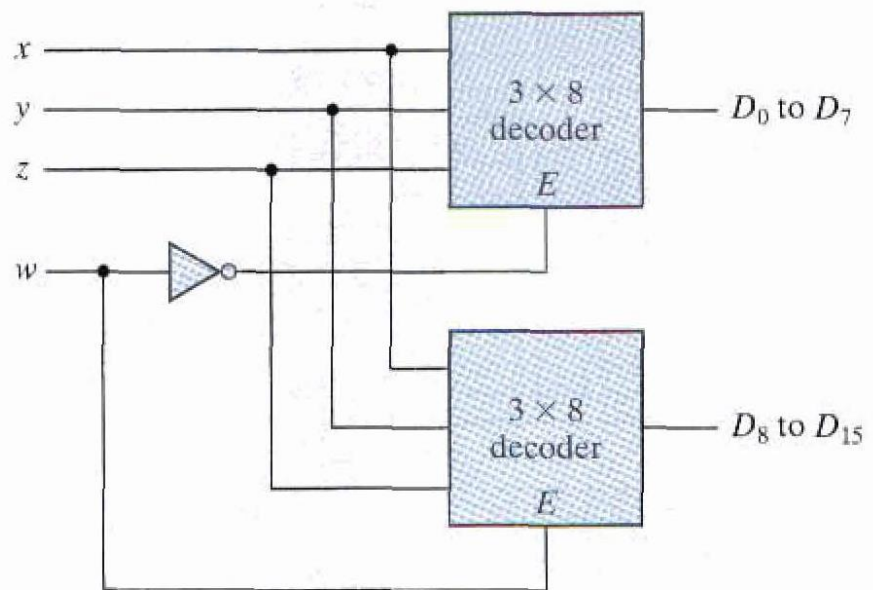 x
y
z
w
3 × 8
decoder
E
D₀ to D₇
3 × 8
decoder
E
D₈ to D₁₅